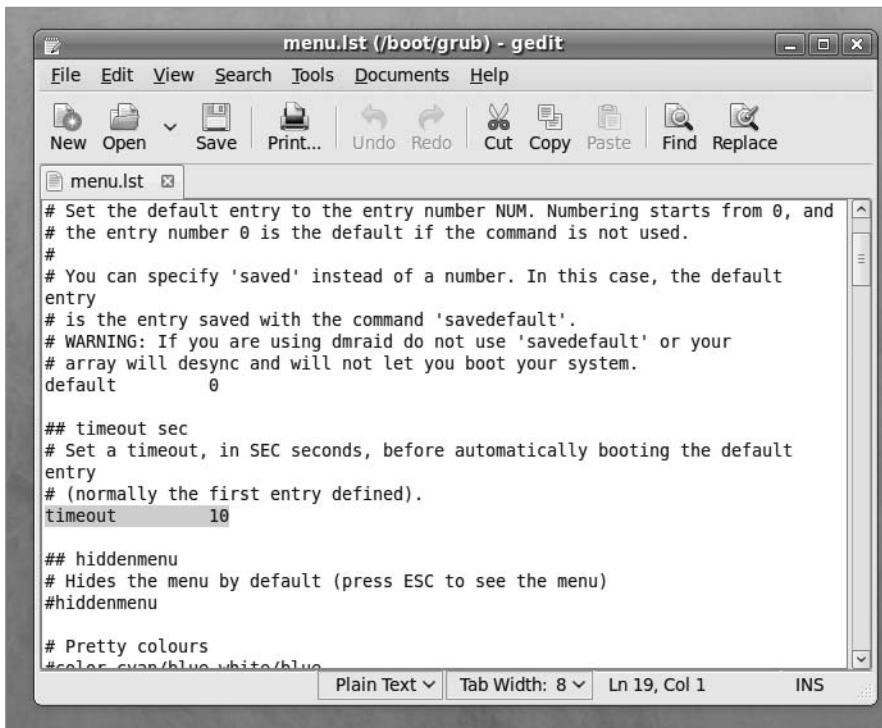 menu.lst (/boot/grub) - gedit
File Edit View Search Tools Documents Help
New Open Save Print... Undo Redo Cut Copy Paste Find Replace
menu.lst
# Set the default entry to the entry number NUM. Numbering starts from 0, and
# the entry number 0 is the default if the command is not used.
#
# You can specify 'saved' instead of a number. In this case, the default
entry
# is the entry saved with the command 'savedefault'.
# WARNING: If you are using dmraid do not use 'savedefault' or your
# array will desync and will not let you boot your system.
default 0
## timeout sec
# Set a timeout, in SEC seconds, before automatically booting the default
entry
# (normally the first entry defined).
timeout 10
## hiddenmenu
# Hides the menu by default (press ESC to see the menu)
#hiddenmenu
# Pretty colours
#color cyan/blue white/blue
Plain Text Tab Width: 8 Ln 19, Col 1 INS